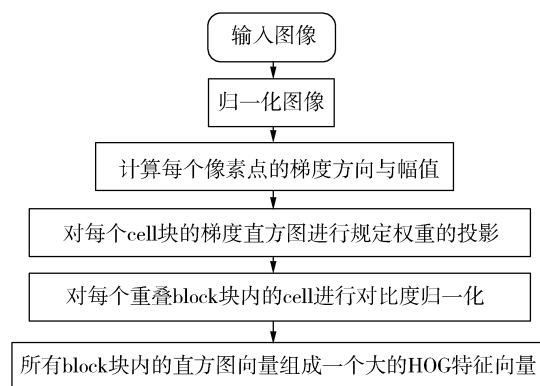 输入图像
归一化图像
计算每个像素点的梯度方向与幅值
对每个cell块的梯度直方图进行规定权重的投影
对每个重叠block块内的cell进行对比度归一化
所有block块内的直方图向量组成一个大的HOG特征向量